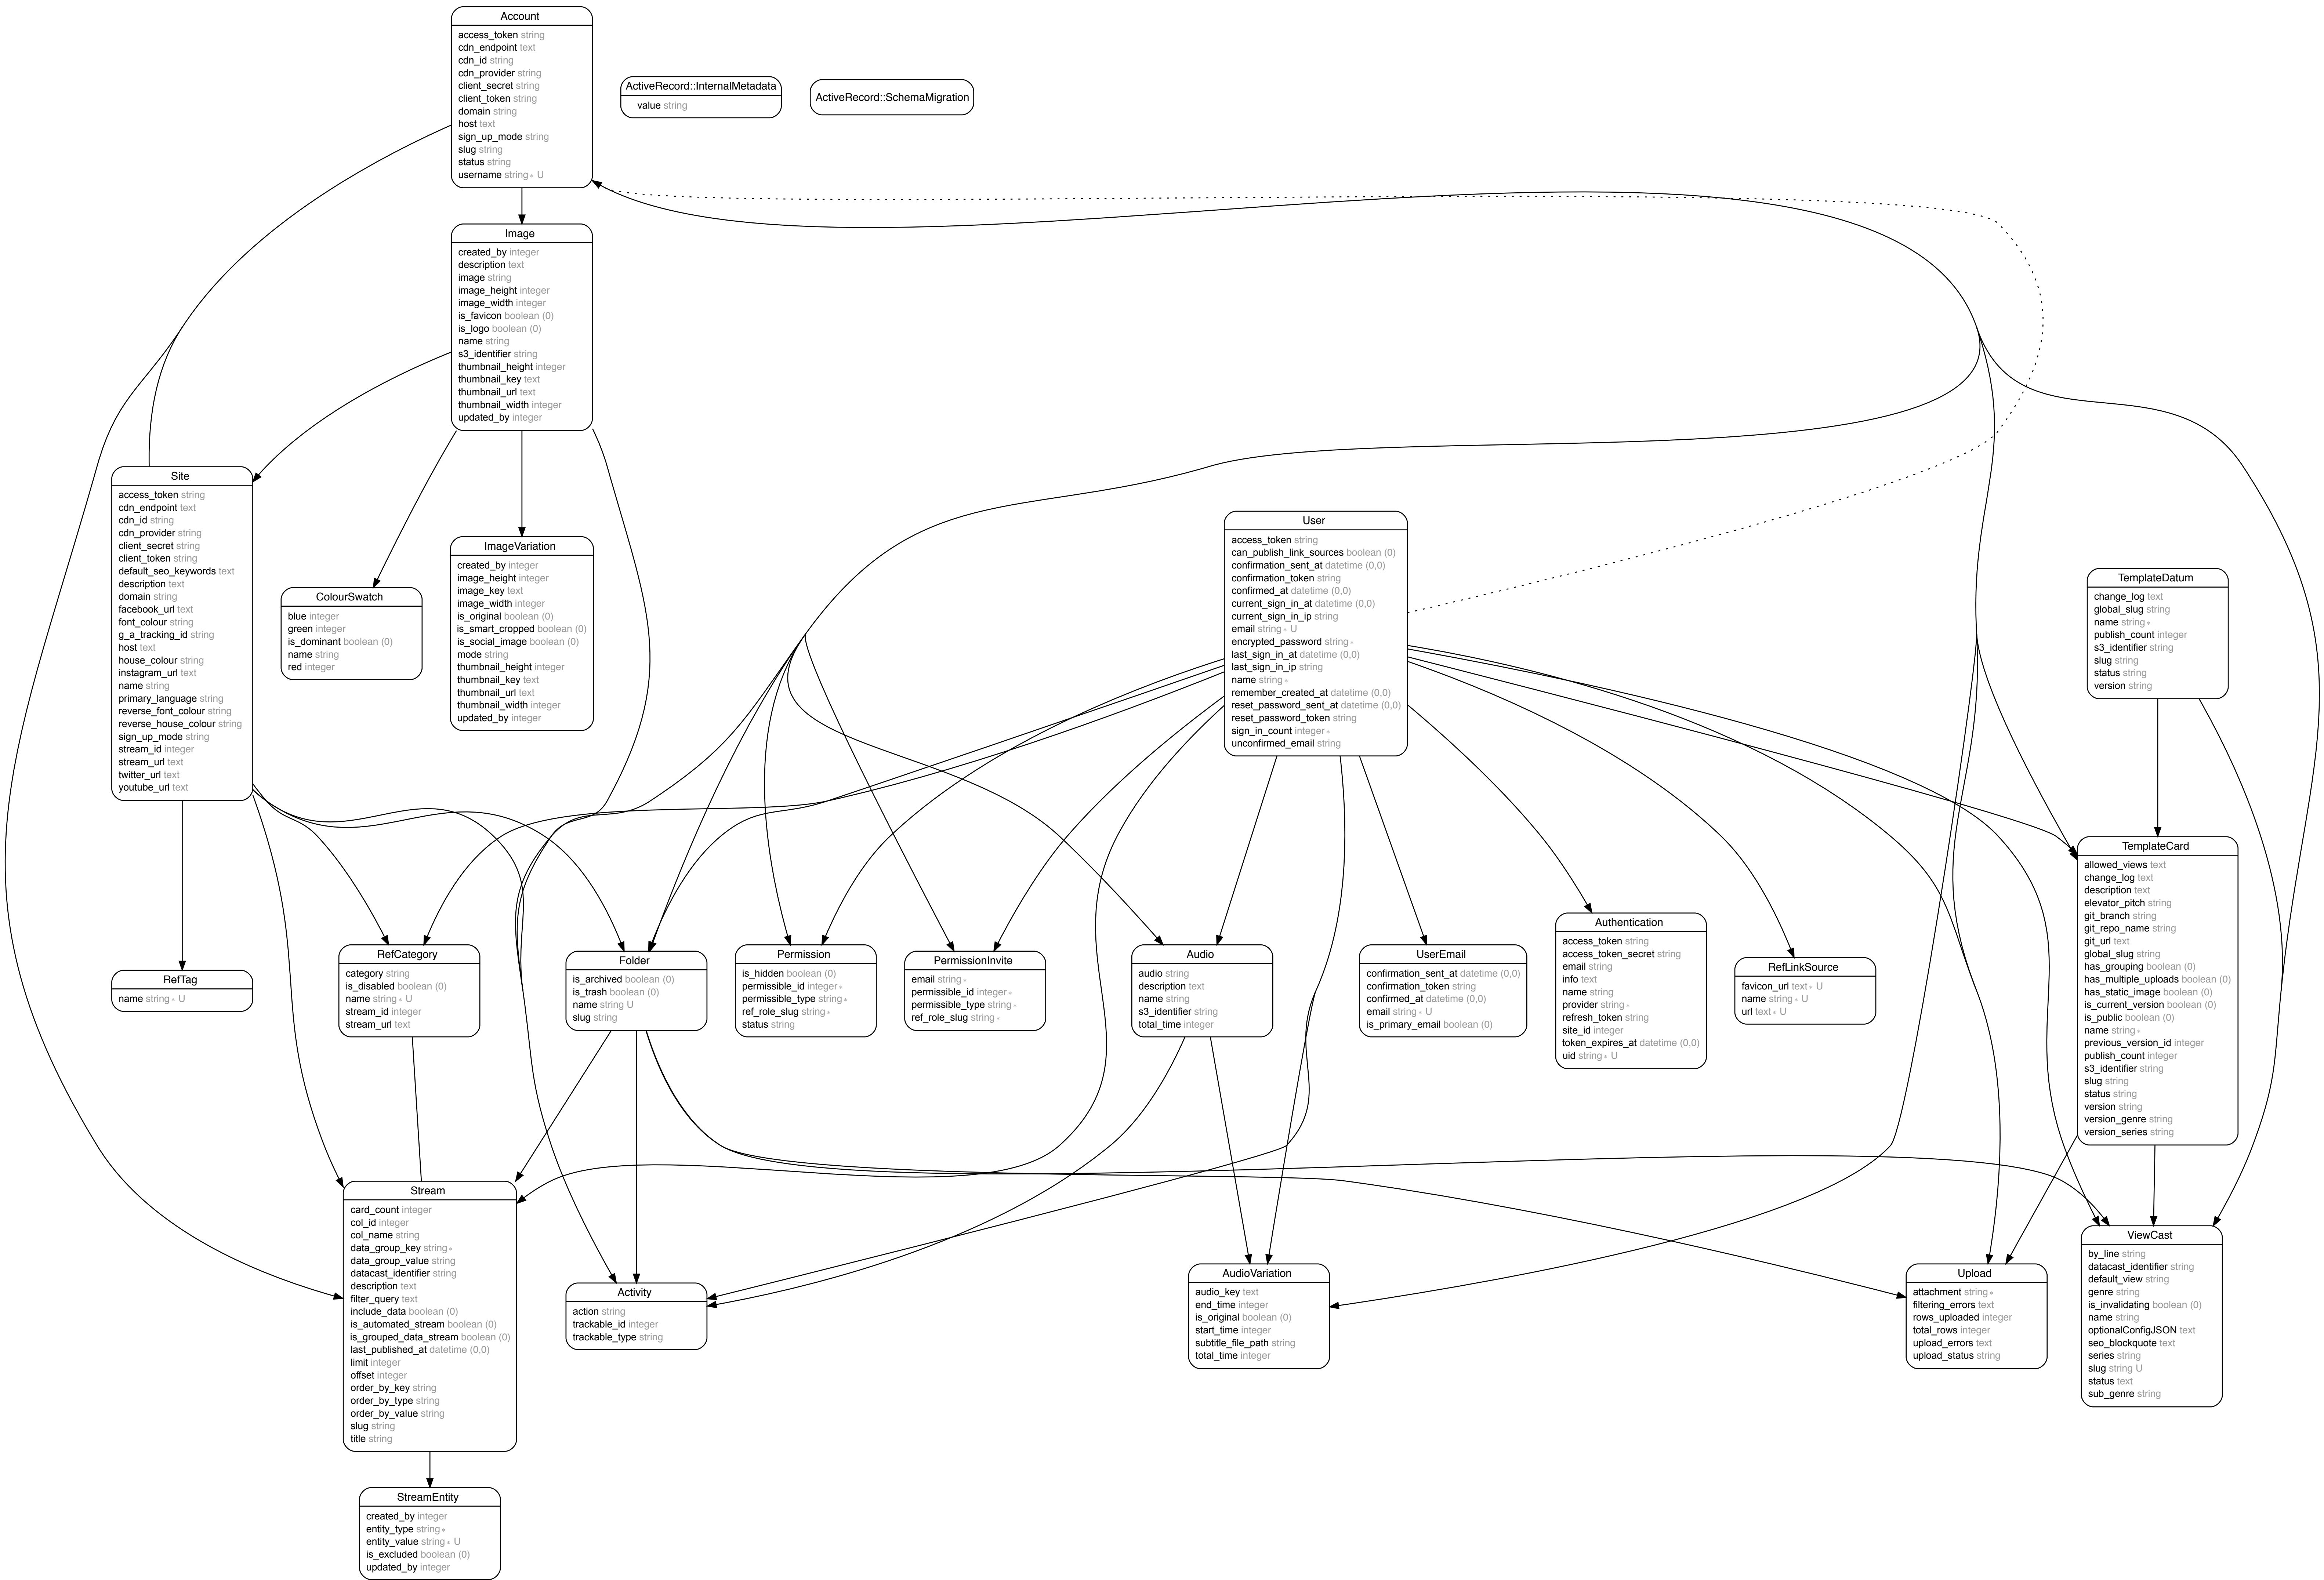 Account
access_token string
cdn_endpoint text
cdn_id string
cdn_provider string
client_secret string
client_token string
domain string
host text
sign_up_mode string
slug string
status string
username string∗ U
ActiveRecord::InternalMetadata
value string
ActiveRecord::SchemaMigration
Image
created_by integer
description text
image string
image_height integer
image_width integer
is_favicon boolean (0)
is_logo boolean (0)
name string
s3_identifier string
thumbnail_height integer
thumbnail_key text
thumbnail_url text
thumbnail_width integer
updated_by integer
Site
access_token string
cdn_endpoint text
cdn_id string
cdn_provider string
client_secret string
client_token string
default_seo_keywords text
description text
domain string
facebook_url text
font_colour string
g_a_tracking_id string
host text
house_colour string
instagram_url text
name string
primary_language string
reverse_font_colour string
reverse_house_colour string
sign_up_mode string
stream_id integer
stream_url text
twitter_url text
youtube_url text
ColourSwatch
blue integer
green integer
is_dominant boolean (0)
name string
red integer
ImageVariation
created_by integer
image_height integer
image_key text
image_width integer
is_original boolean (0)
is_smart_cropped boolean (0)
is_social_image boolean (0)
mode string
thumbnail_height integer
thumbnail_key text
thumbnail_url text
thumbnail_width integer
updated_by integer
User
access_token string
can_publish_link_sources boolean (0)
confirmation_sent_at datetime (0,0)
confirmation_token string
confirmed_at datetime (0,0)
current_sign_in_at datetime (0,0)
current_sign_in_ip string
email string∗ U
encrypted_password string∗
last_sign_in_at datetime (0,0)
last_sign_in_ip string
name string∗
remember_created_at datetime (0,0)
reset_password_sent_at datetime (0,0)
reset_password_token string
sign_in_count integer∗
unconfirmed_email string
TemplateDatum
change_log text
global_slug string
name string∗
publish_count integer
s3_identifier string
slug string
status string
version string
TemplateCard
allowed_views text
change_log text
description text
elevator_pitch string
git_branch string
git_repo_name string
git_url text
global_slug string
has_grouping boolean (0)
has_multiple_uploads boolean (0)
has_static_image boolean (0)
is_current_version boolean (0)
is_public boolean (0)
name string∗
previous_version_id integer
publish_count integer
s3_identifier string
slug string
status string
version string
version_genre string
version_series string
RefTag
name string∗ U
RefCategory
category string
is_disabled boolean (0)
name string∗ U
stream_id integer
stream_url text
Folder
is_archived boolean (0)
is_trash boolean (0)
name string U
slug string
Permission
is_hidden boolean (0)
permissible_id integer∗
permissible_type string∗
ref_role_slug string∗
status string
PermissionInvite
email string∗
permissible_id integer∗
permissible_type string∗
ref_role_slug string∗
Audio
audio string
description text
name string
s3_identifier string
total_time integer
UserEmail
confirmation_sent_at datetime (0,0)
confirmation_token string
confirmed_at datetime (0,0)
email string∗ U
is_primary_email boolean (0)
Authentication
access_token string
access_token_secret string
email string
info text
name string
provider string∗
refresh_token string
site_id integer
token_expires_at datetime (0,0)
uid string∗ U
RefLinkSource
favicon_url text∗ U
name string∗ U
url text∗ U
Stream
card_count integer
col_id integer
col_name string
data_group_key string∗
data_group_value string
datacast_identifier string
description text
filter_query text
include_data boolean (0)
is_automated_stream boolean (0)
is_grouped_data_stream boolean (0)
last_published_at datetime (0,0)
limit integer
offset integer
order_by_key string
order_by_type string
order_by_value string
slug string
title string
Activity
action string
trackable_id integer
trackable_type string
AudioVariation
audio_key text
end_time integer
is_original boolean (0)
start_time integer
subtitle_file_path string
total_time integer
Upload
attachment string∗
filtering_errors text
rows_uploaded integer
total_rows integer
upload_errors text
upload_status string
ViewCast
by_line string
datacast_identifier string
default_view string
genre string
is_invalidating boolean (0)
name string
optionalConfigJSON text
seo_blockquote text
series string
slug string U
status text
sub_genre string
StreamEntity
created_by integer
entity_type string∗
entity_value string∗ U
is_excluded boolean (0)
updated_by integer